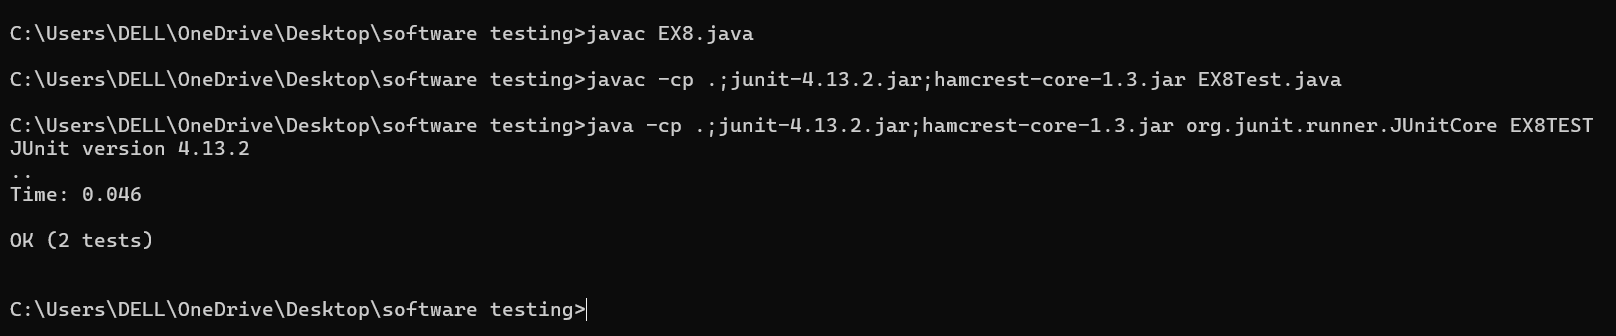 C:\Users\DELL\OneDrive\Desktop\software testing>javac EX8.java
C:\Users\DELL\OneDrive\Desktop\software testing>javac -cp .;junit-4.13.2.jar;hamcrest-core-1.3.jar EX8Test.java
C:\Users\DELL\OneDrive\Desktop\software testing>java -cp .;junit-4.13.2.jar;hamcrest-core-1.3.jar org.junit.runner.JUnitCore EX8TEST
JUnit version 4.13.2
..
Time: 0.046
OK (2 tests)
C:\Users\DELL\OneDrive\Desktop\software testing>